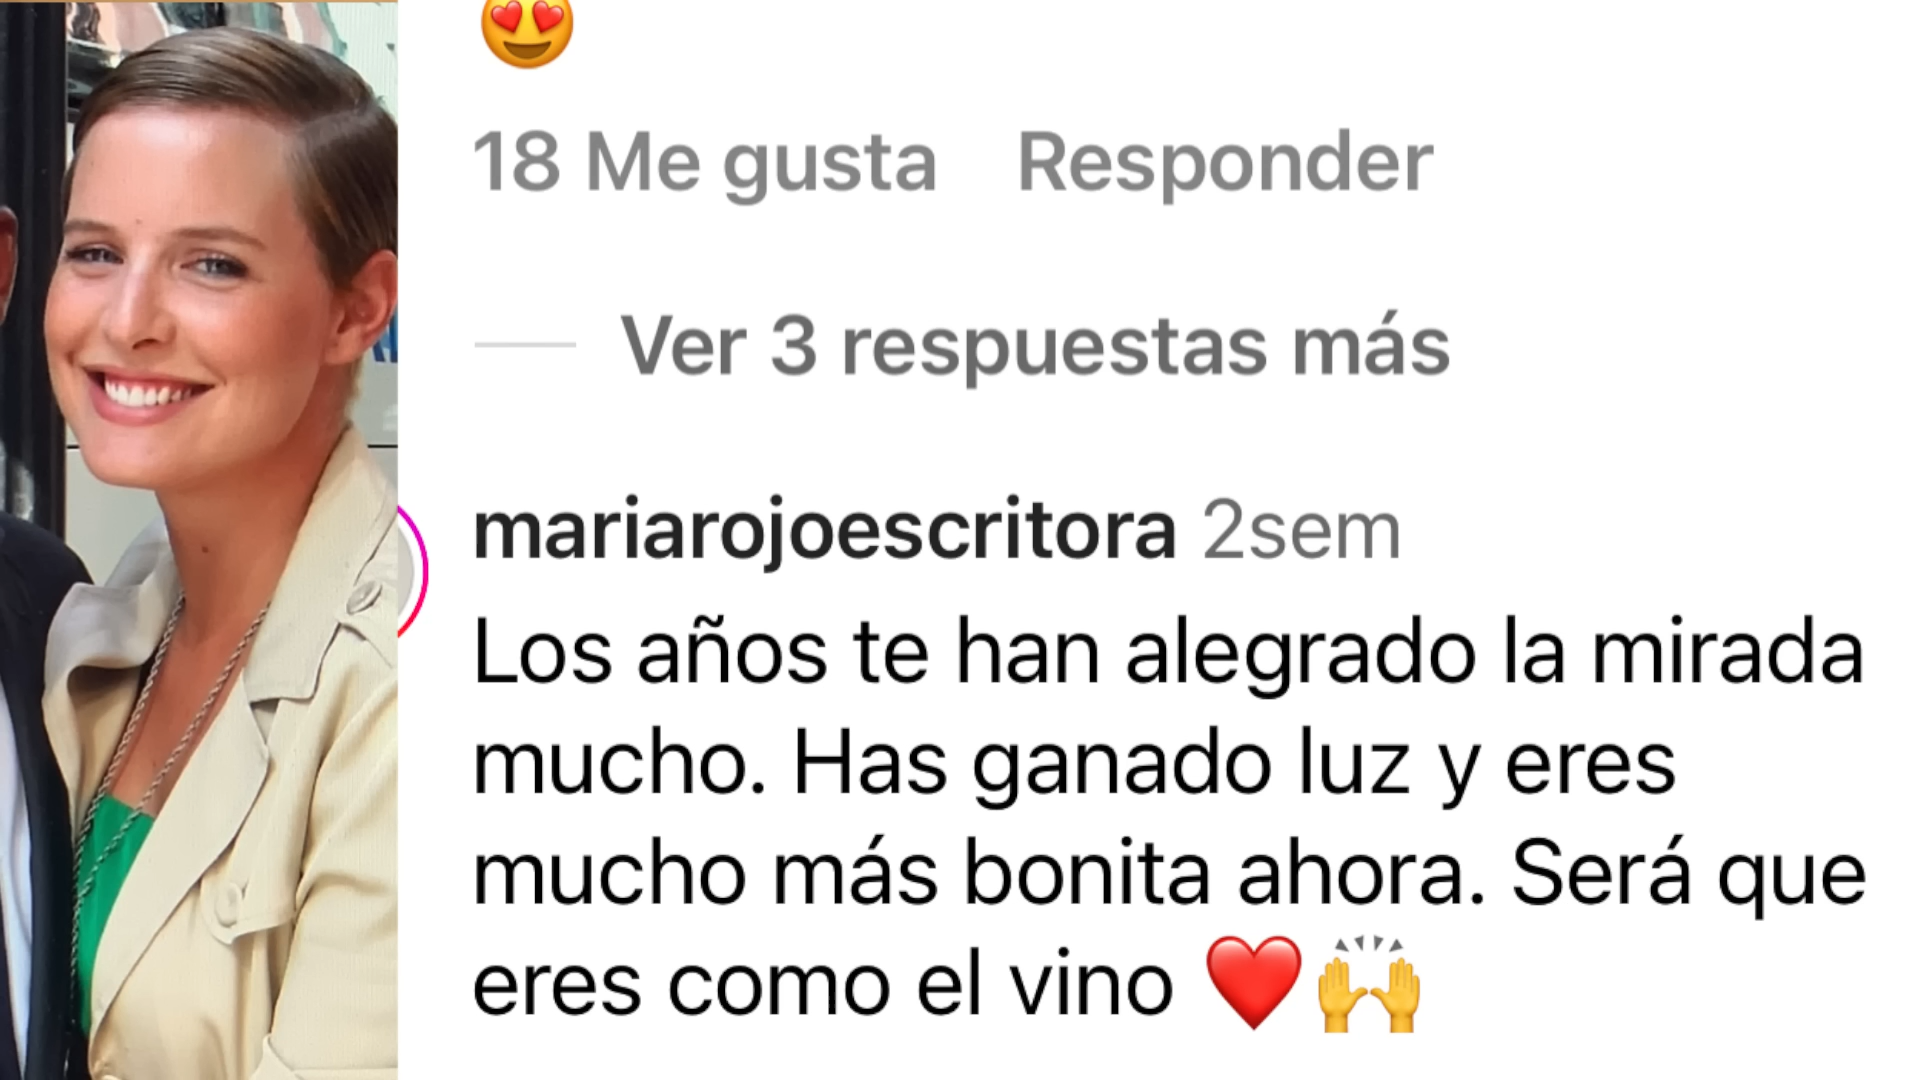 😍
18 Me gusta Responder
Ver 3 respuestas más
mariarojoescritora 2sem
Los años te han alegrado la mirada
mucho. Has ganado luz y eres
mucho más bonita ahora. Será que
eres como el vino ❤️🙌